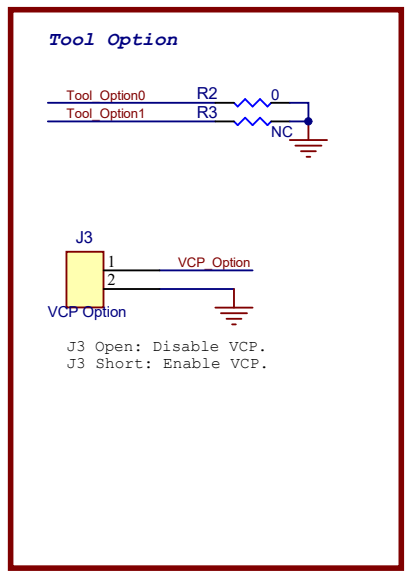 Tool Option
Tool_Option0 R2 0
Tool_Option1 R3 NC
J3
1 VCP_Option
2
VCP Option
J3 Open: Disable VCP.
J3 Short: Enable VCP.